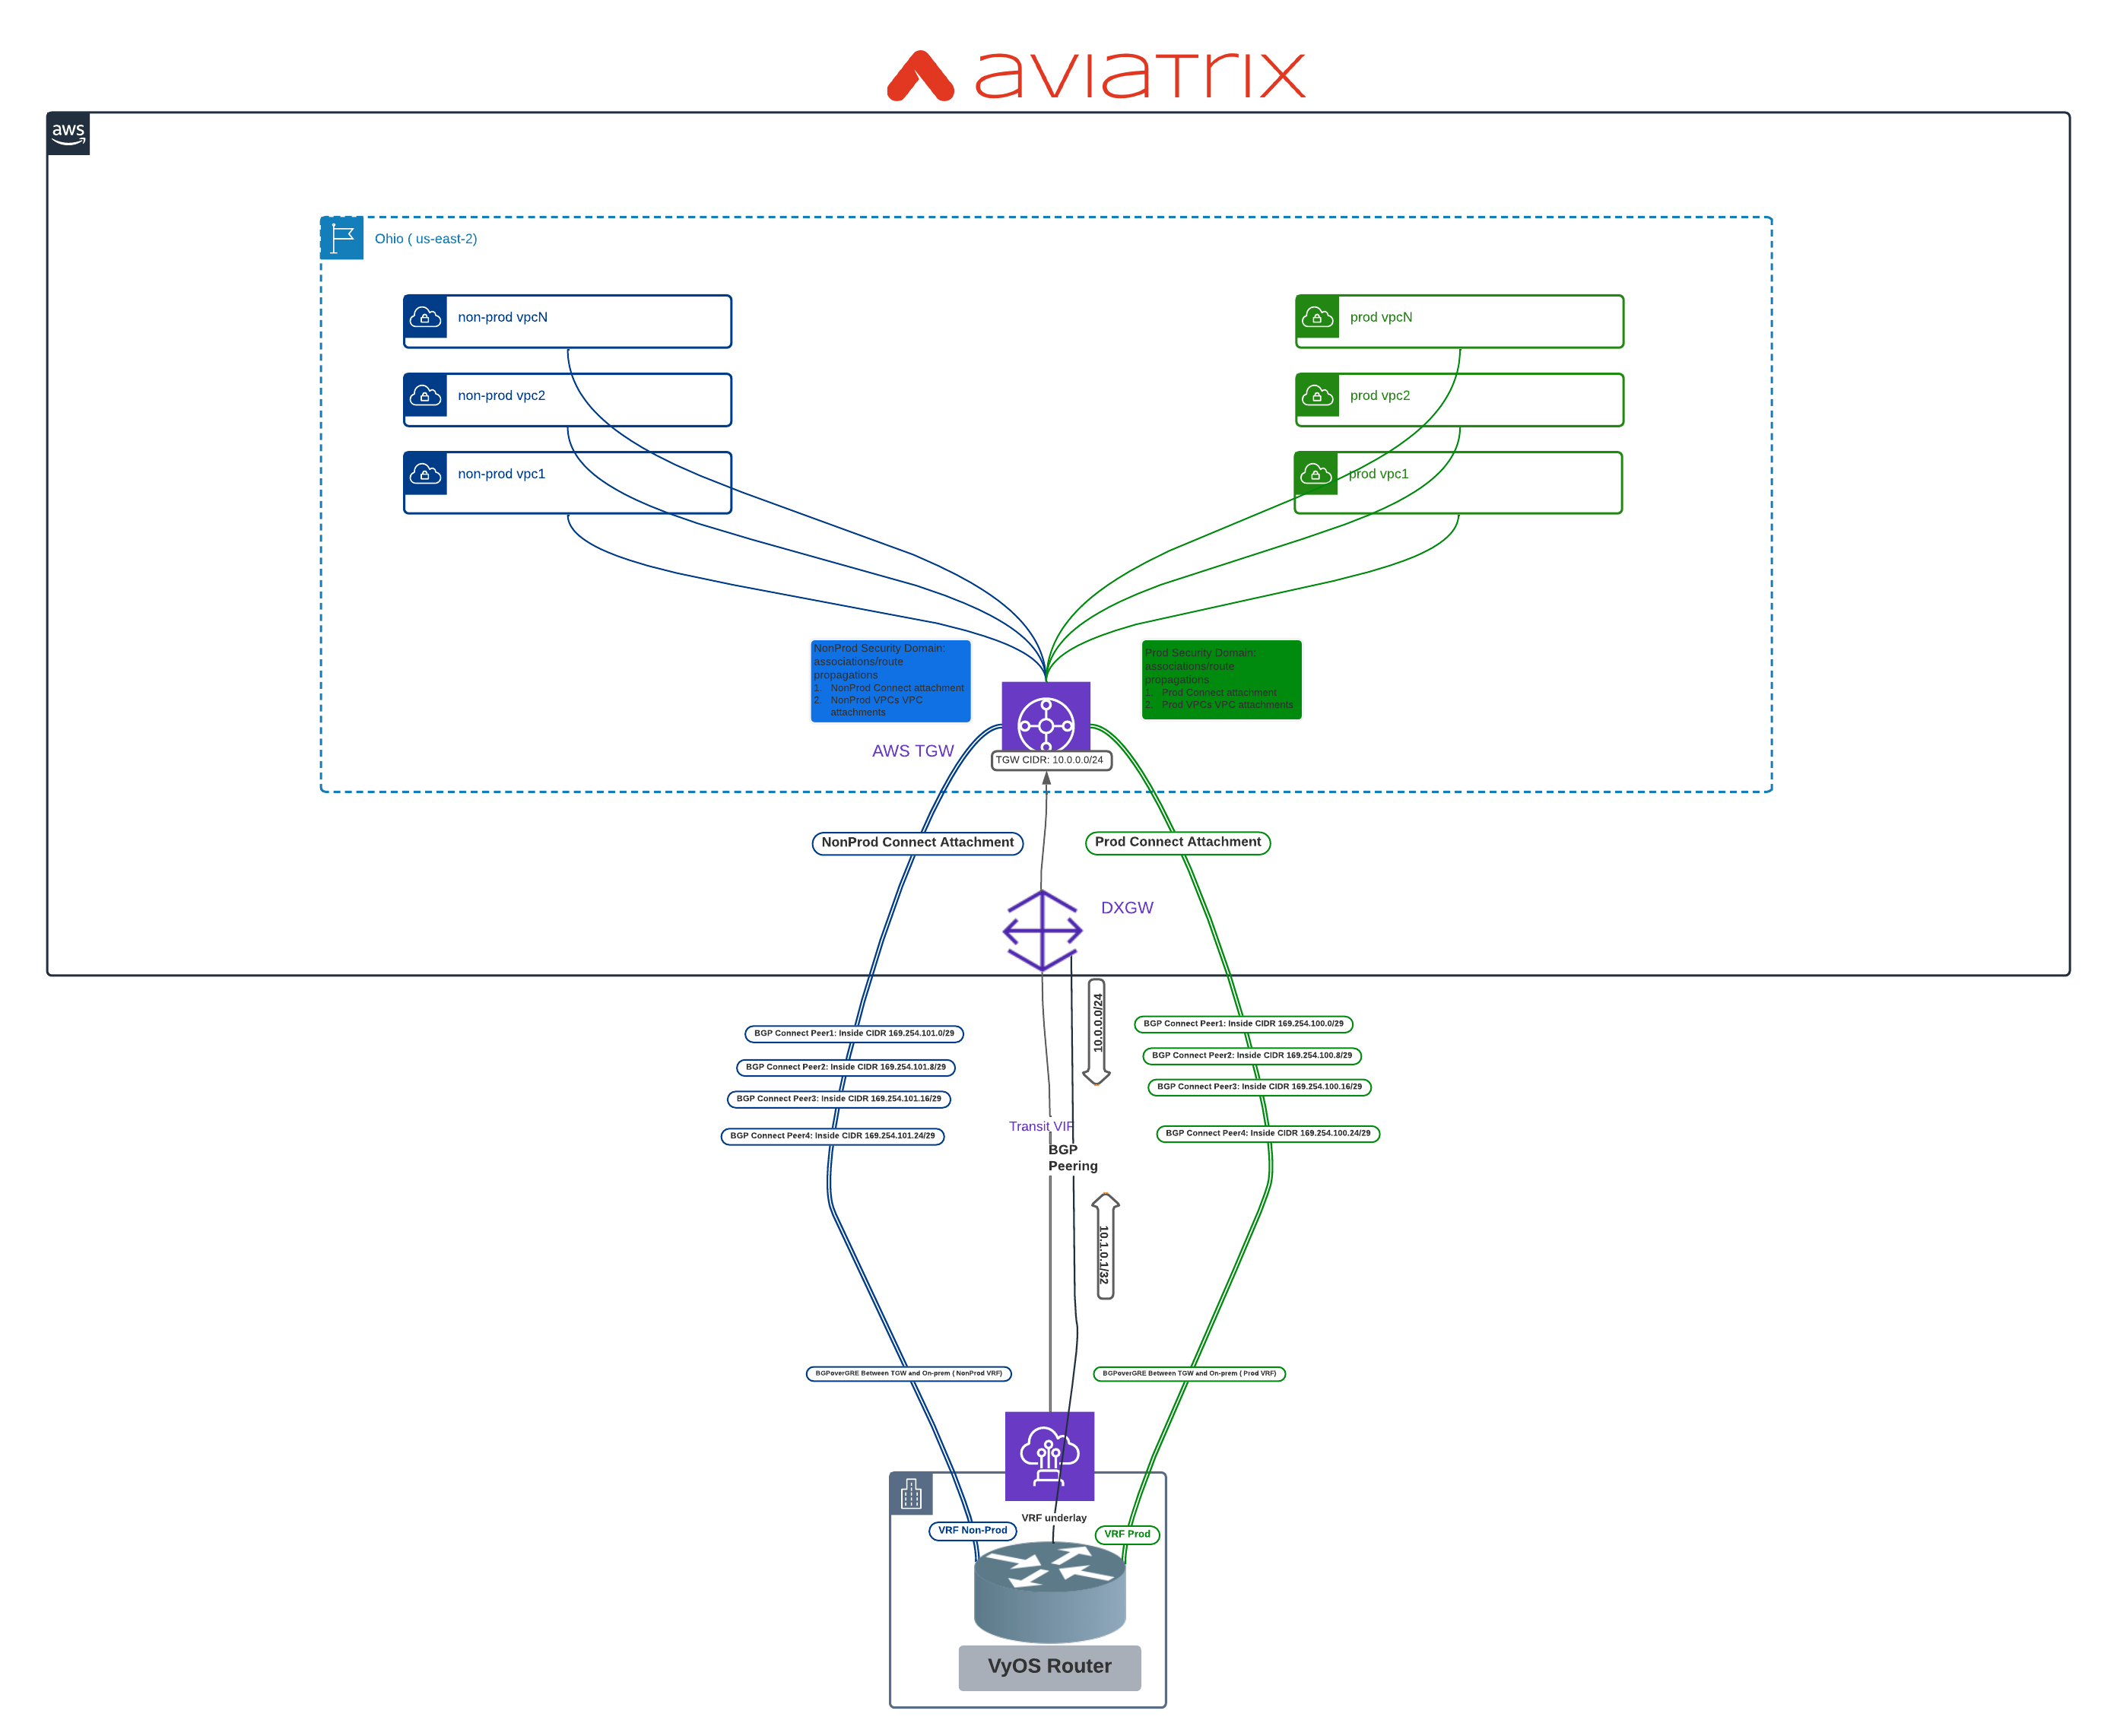 aviatrix
aws
Ohio ( us-east-2)
non-prod vpcN
prod vpcN
non-prod vpc2
prod vpc2
non-prod vpc1
prod vpc1
NonProd Security Domain:
associations/route
propagations
1. NonProd Connect attachment
2. NonProd VPCs VPC
attachments
Prod Security Domain:
associations/route
propagations
1. Prod Connect attachment
2. Prod VPCs VPC attachments
AWS TGW
TGW CIDR: 10.0.0.0/24
NonProd Connect Attachment
Prod Connect Attachment
DXGW
10.0.0.0/24
BGP Connect Peer1: Inside CIDR 169.254.101.0/29
BGP Connect Peer2: Inside CIDR 169.254.101.8/29
BGP Connect Peer3: Inside CIDR 169.254.101.16/29
BGP Connect Peer4: Inside CIDR 169.254.101.24/29
BGP Connect Peer1: Inside CIDR 169.254.100.0/29
BGP Connect Peer2: Inside CIDR 169.254.100.8/29
BGP Connect Peer3: Inside CIDR 169.254.100.16/29
BGP Connect Peer4: Inside CIDR 169.254.100.24/29
Transit VIF
BGP
Peering
10.1.0.1/32
BGPoverGRE Between TGW and On-prem ( NonProd VRF)
BGPoverGRE Between TGW and On-prem ( Prod VRF)
VRF underlay
VRF Non-Prod
VRF Prod
VyOS Router